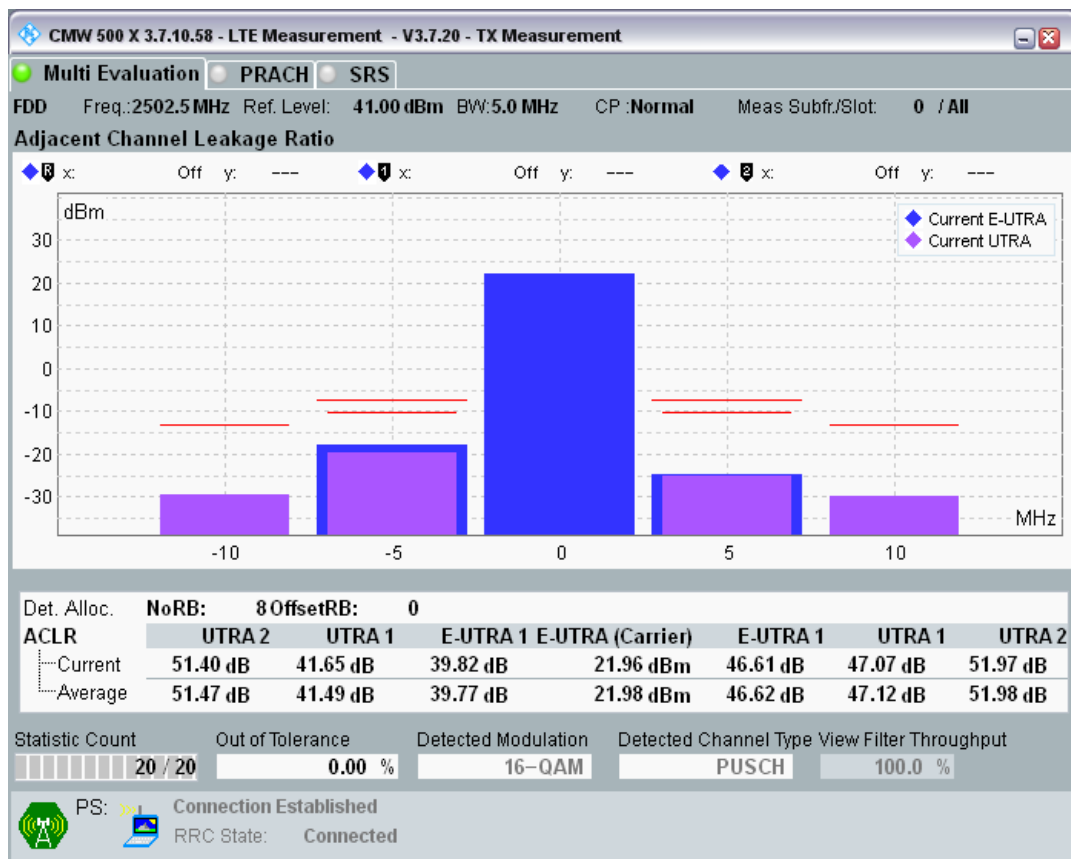 CMW 500 X 3.7.10.58 - LTE Measurement - V3.7.20 - TX Measurement
Multi Evaluation PRACH SRS
FDD Freq.:2502.5 MHz Ref. Level: 41.00 dBm BW:5.0 MHz CP :Normal Meas Subfr./Slot: 0 / All
Adjacent Channel Leakage Ratio
R x: Off y: --- 1 x: Off y: --- 2 x: Off y: ---
dBm
Current E-UTRA
Current UTRA
30
20
10
0
-10
-20
-30
MHz
-10 -5 0 5 10
Det. Alloc. NoRB: 8 OffsetRB: 0
ACLR UTRA 2 UTRA 1 E-UTRA 1 E-UTRA (Carrier) E-UTRA 1 UTRA 1 UTRA 2
Current 51.40 dB 41.65 dB 39.82 dB 21.96 dBm 46.61 dB 47.07 dB 51.97 dB
Average 51.47 dB 41.49 dB 39.77 dB 21.98 dBm 46.62 dB 47.12 dB 51.98 dB
Statistic Count Out of Tolerance Detected Modulation Detected Channel Type View Filter Throughput
20 / 20 0.00 % 16-QAM PUSCH 100.0 %
PS: Connection Established
RRC State: Connected